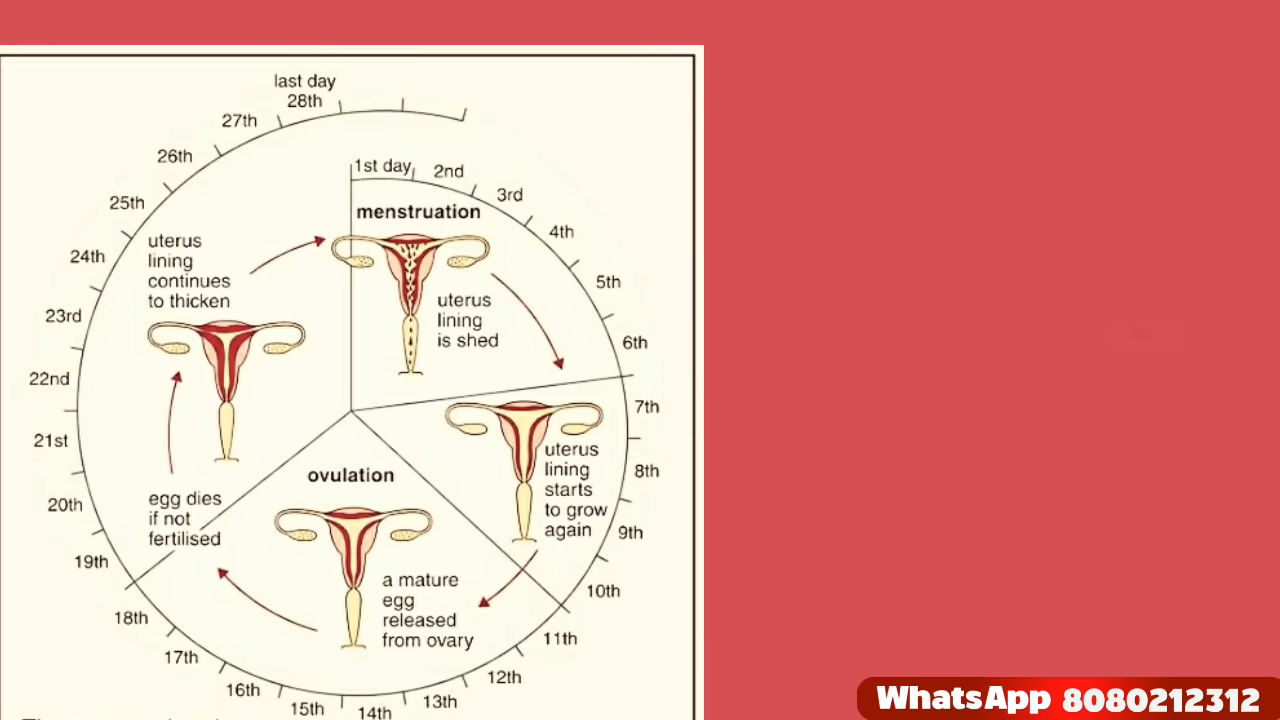 last day
28th
27th
26th
25th
24th
23rd
22nd
21st
20th
19th
18th
17th
16th
15th
14th
13th
12th
11th
10th
9th
8th
7th
6th
5th
4th
3rd
2nd
1st day
menstruation
uterus
lining
is shed
uterus
lining
starts
to grow
again
ovulation
a mature
egg
released
from ovary
egg dies
if not
fertilised
uterus
lining
continues
to thicken
WhatsApp 8080212312